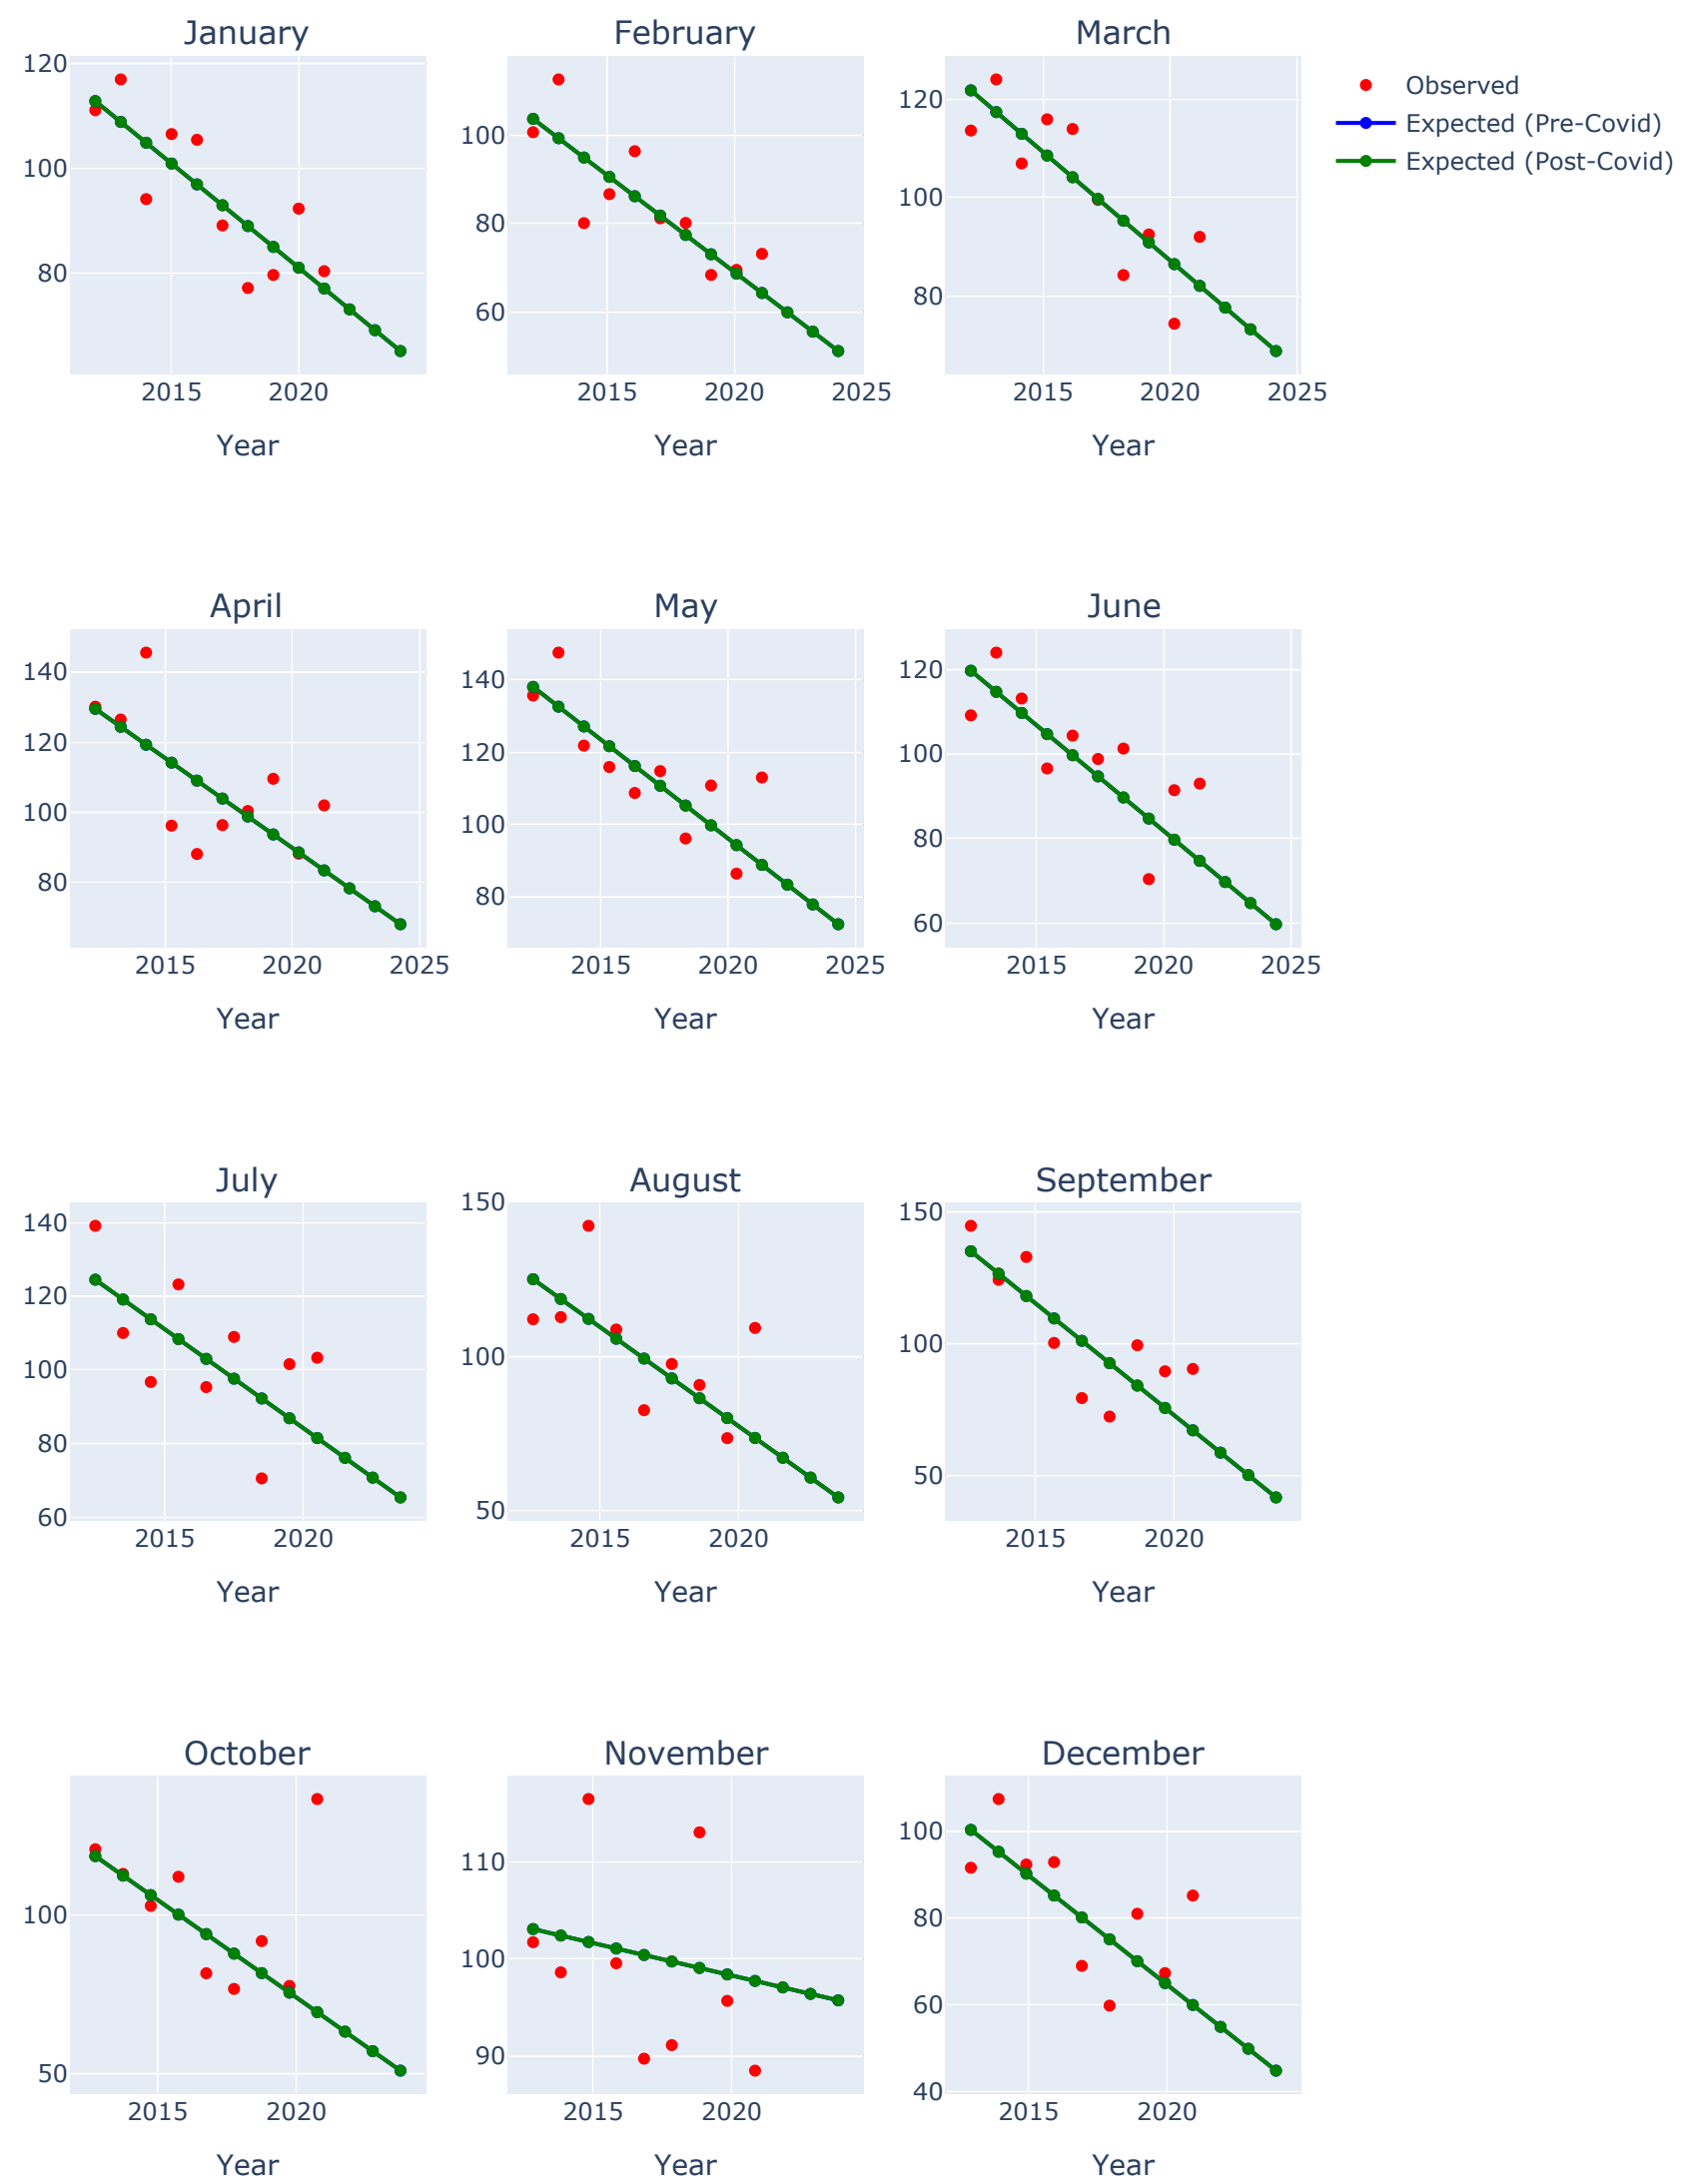 January February March
Observed
Expected (Pre-Covid)
Expected (Post-Covid)
120
100
80
2015 2020
Year
100
80
60
2015 2020 2025
Year
120
100
80
2015 2020 2025
Year
April May June
140
120
100
80
2015 2020 2025
Year
140
120
100
80
2015 2020 2025
Year
120
100
80
60
2015 2020 2025
Year
July August September
140
120
100
80
60
2015 2020
Year
150
100
50
2015 2020
Year
150
100
50
2015 2020
Year
October November December
100
50
2015 2020
Year
110
100
90
2015 2020
Year
100
80
60
40
2015 2020
Year